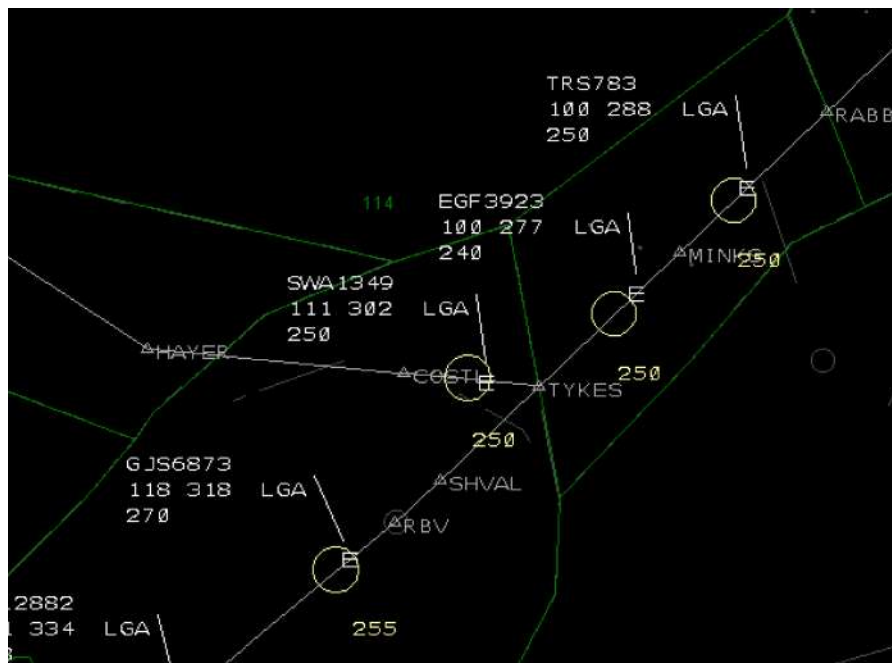 TRS783
100 288 LGA
250
RABB
114
EGF3923
100 277 LGA
240
MINKS
250
SWA1349
111 302 LGA
250
HAYER
COSTL
TYKES
250
250
GJS6873
118 318 LGA
270
SHVAL
RBV
2882
334 LGA
255